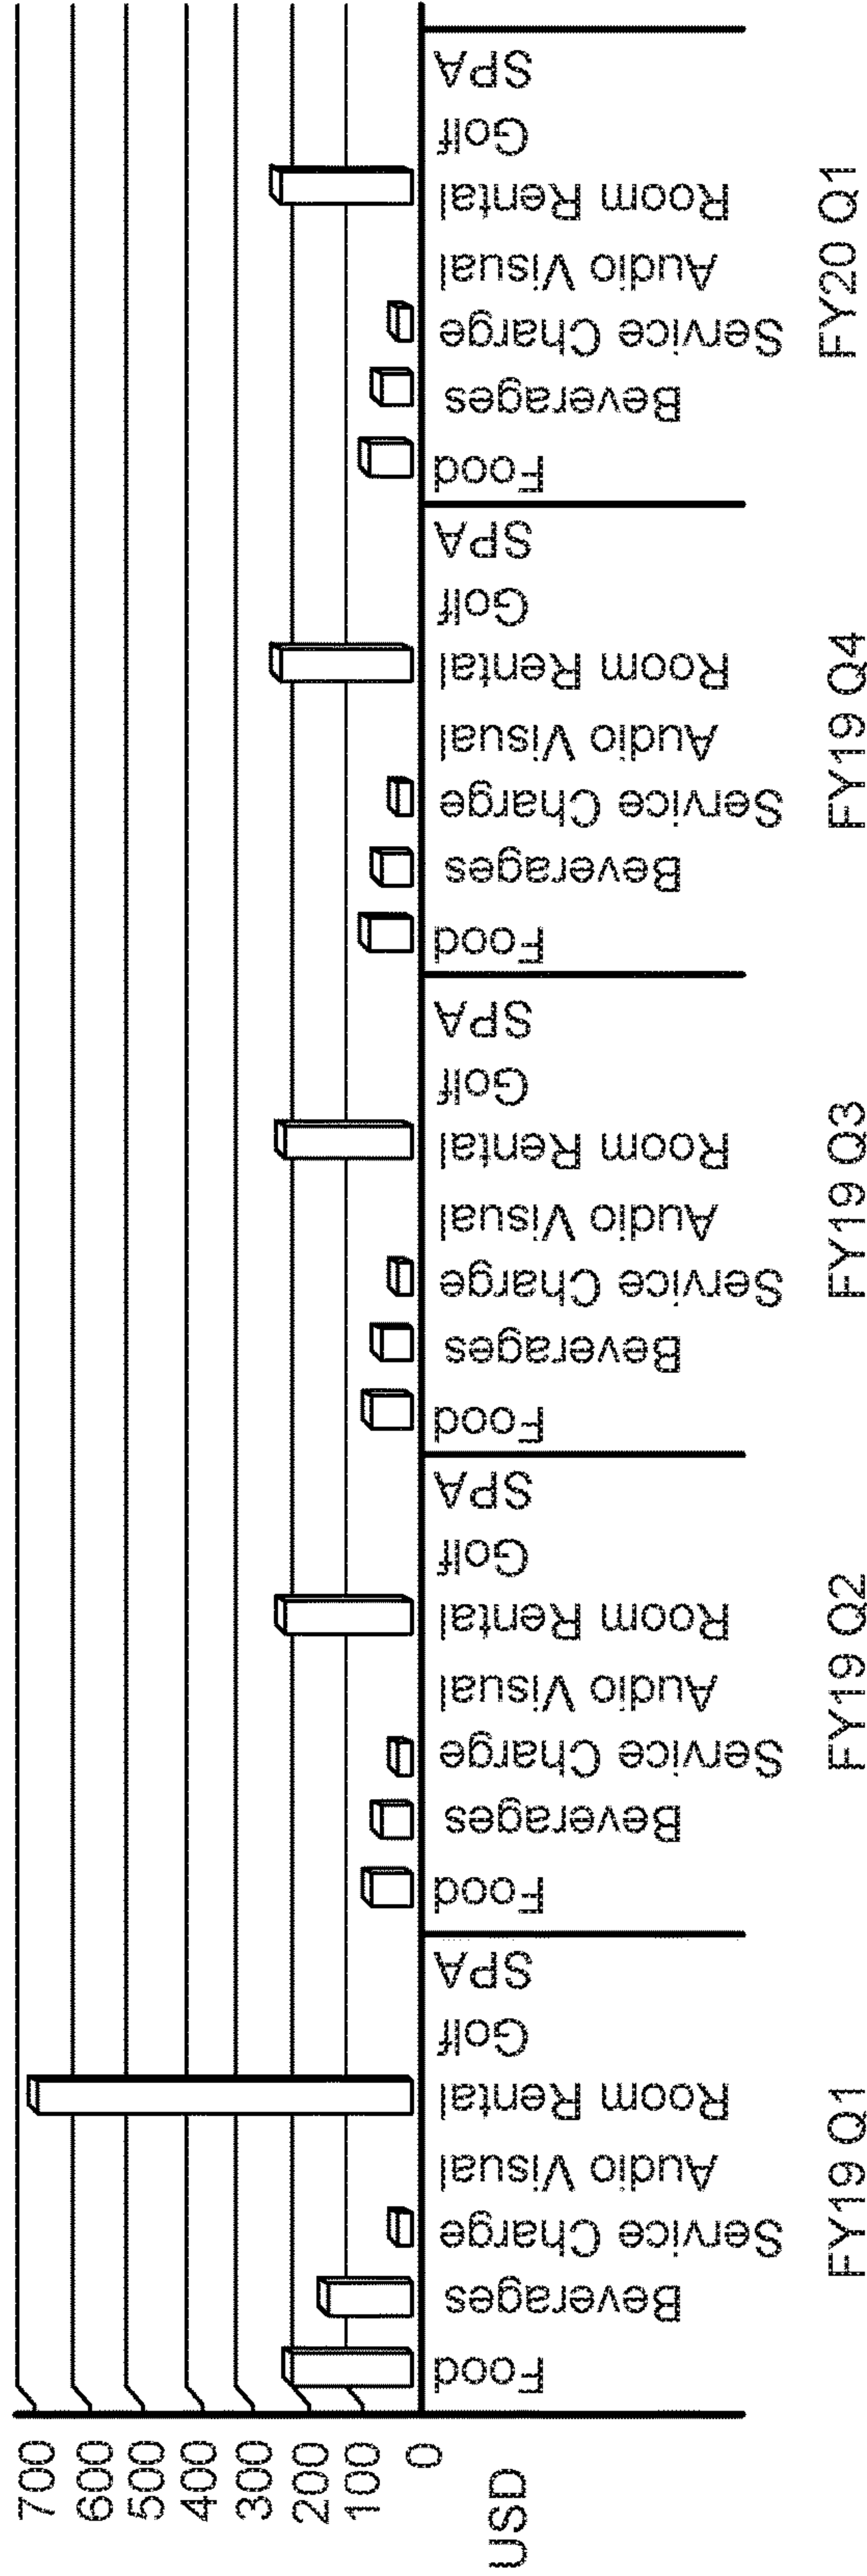 700
600
500
400
300
200
100
0
USD
Food
Beverages
Service Charge
Audio Visual
Room Rental
Golf
SPA
FY19 Q1
Food
Beverages
Service Charge
Audio Visual
Room Rental
Golf
SPA
FY19 Q2
Food
Beverages
Service Charge
Audio Visual
Room Rental
Golf
SPA
FY19 Q3
Food
Beverages
Service Charge
Audio Visual
Room Rental
Golf
SPA
FY19 Q4
Food
Beverages
Service Charge
Audio Visual
Room Rental
Golf
SPA
FY20 Q1